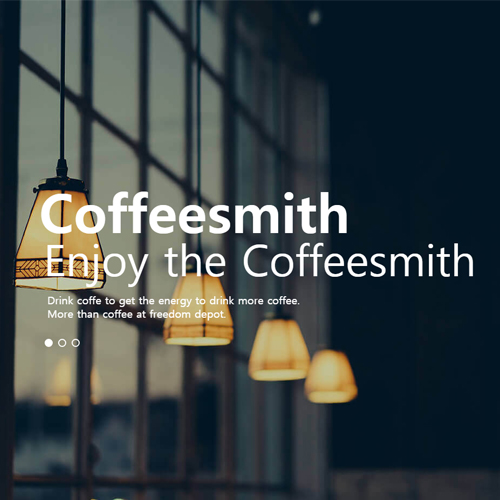 Coffeesmith
Enjoy the Coffeesmith
Drink coffe to get the energy to drink more coffee.
More than coffee at freedom depot.